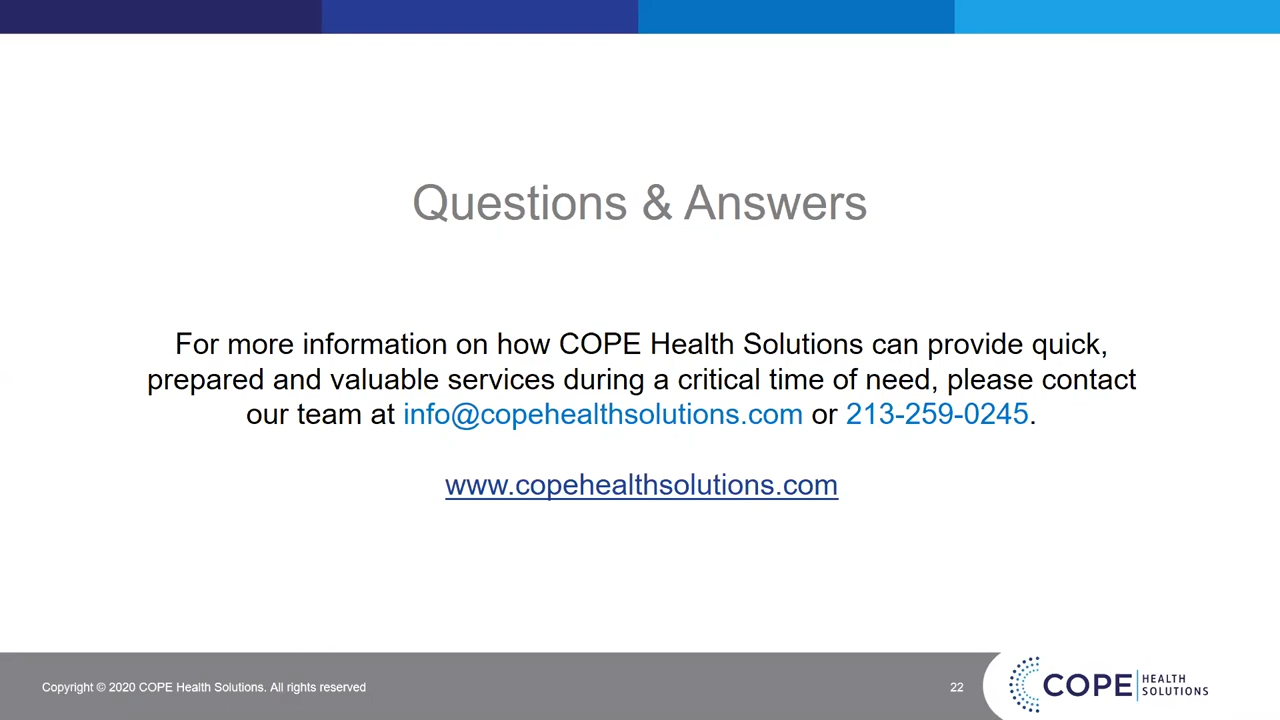 Questions & Answers
For more information on how COPE Health Solutions can provide quick,
prepared and valuable services during a critical time of need, please contact
our team at info@copehealthsolutions.com or 213-259-0245.
www.copehealthsolutions.com
Copyright © 2020 COPE Health Solutions. All rights reserved
22
COPE HEALTH
SOLUTIONS